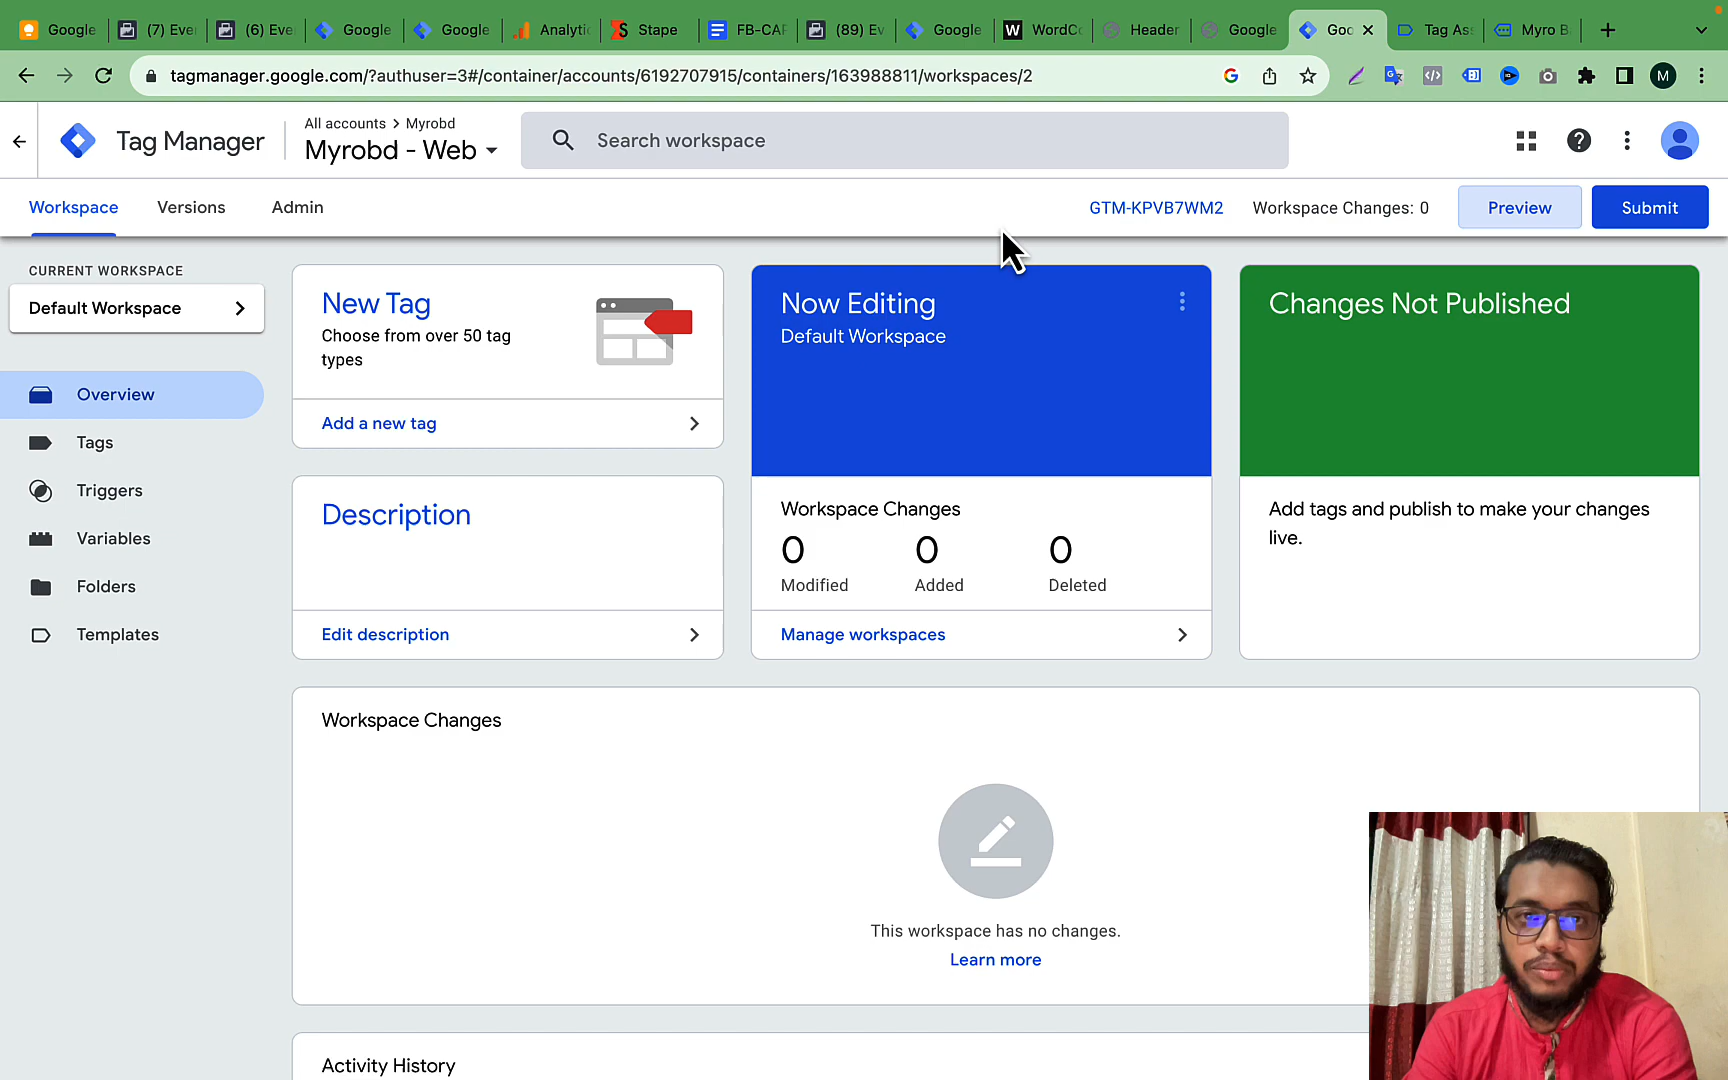 Google
(7) Eve
(6) Eve
Google
Google
Analytic
Stape
FB-CAP
(89) Ev
Google
WordCo
Header
Google
Goo
Tag Ass
Myro B
tagmanager.google.com/?authuser=3#/container/accounts/6192707915/containers/163988811/workspaces/2
M
Tag Manager
All accounts > Myrobd
Myrobd - Web
Search workspace
Workspace
Versions
Admin
GTM-KPVB7WM2
Workspace Changes: 0
Preview
Submit
CURRENT WORKSPACE
Default Workspace
Overview
Tags
Triggers
Variables
Folders
Templates
New Tag
Choose from over 50 tag
types
Add a new tag
Description
Edit description
Now Editing
Default Workspace
Workspace Changes
0 0 0
Modified Added Deleted
Manage workspaces
Changes Not Published
Add tags and publish to make your changes
live.
Workspace Changes
This workspace has no changes.
Learn more
Activity History